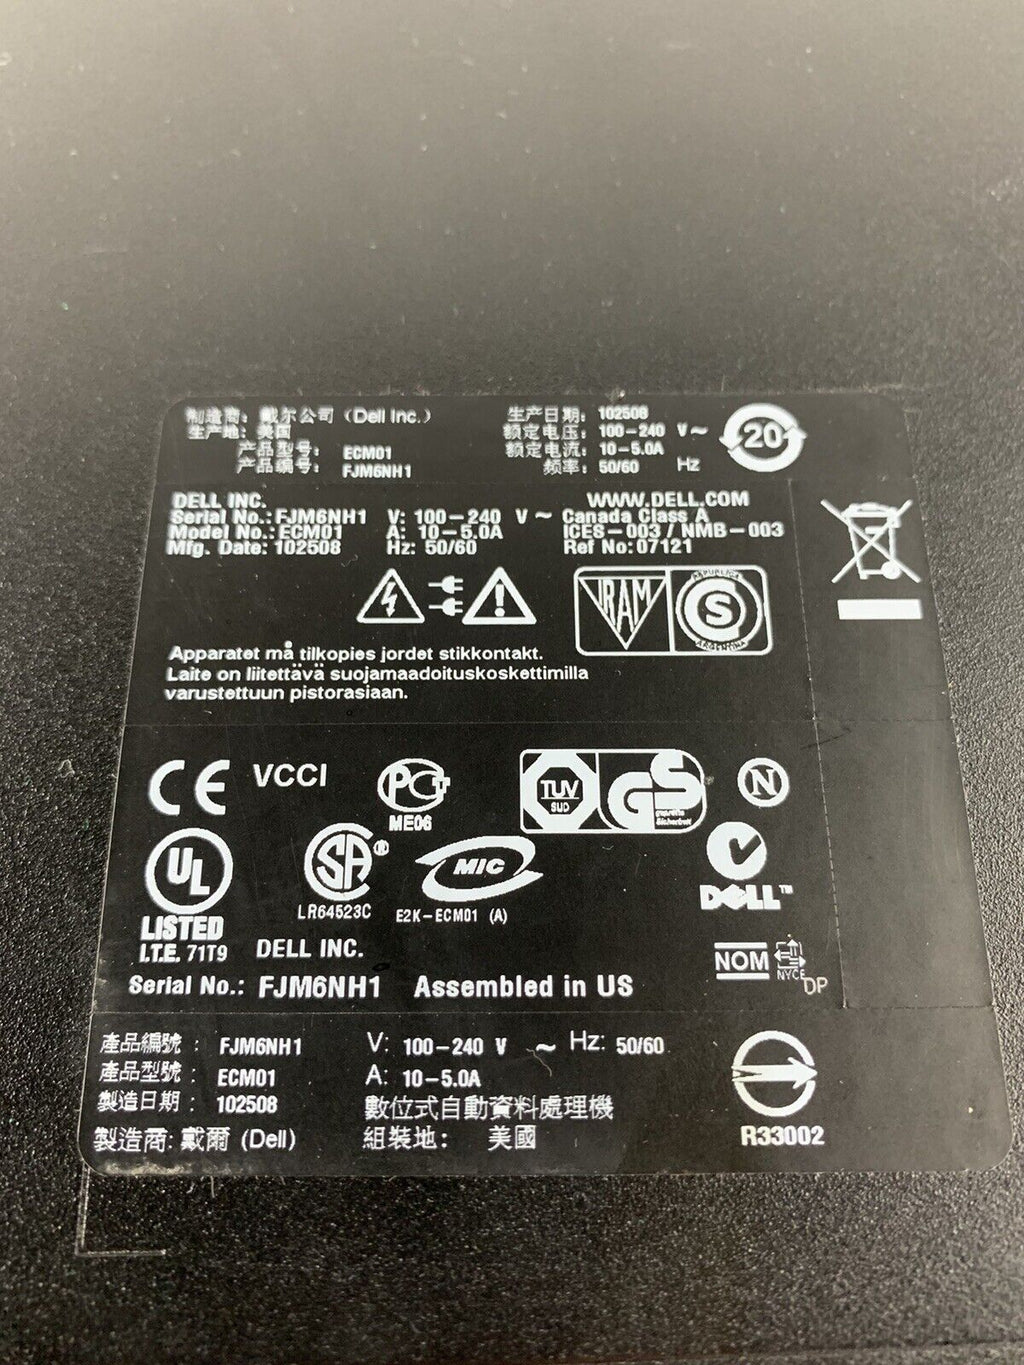 制造商：戴尔公司（Dell Inc.）
生产地：美国
产品型号： ECM01
产品编号： FJM6NH1
生产日期： 102508
额定电压： 100-240 V～
额定电流： 10-5.0A
频率： 50/60 Hz
20
DELL INC.
Serial No.: FJM6NH1
Model No.: ECM01
Mfg. Date: 102508
V: 100-240 V ~
A: 10-5.0A
Hz: 50/60
WWW.DELL.COM
Canada Class A
ICES-003 / NMB-003
Ref No: 07121
IRAM
REPUBLICA
S
ARGENTINA
Apparatet må tilkopies jordet stikkontakt.
Laite on liitettävä suojamaadoituskoskettimilla
varustettuun pistorasiaan.
CE VCCI
PCT
ME06
TUV
SUD
GS
geprüfte
Sicherheit
N
UL
LISTED
I.T.E. 71T9
SA®
LR64523C
MIC
E2K-ECM01 (A)
DELL™
DELL INC.
NOM
NYCE
DP
Serial No.: FJM6NH1 Assembled in US
產品編號： FJM6NH1
產品型號： ECM01
製造日期： 102508
製造商: 戴爾 (Dell)
V: 100-240 V ~ Hz: 50/60
A: 10-5.0A
數位式自動資料處理機
組裝地： 美國
R33002